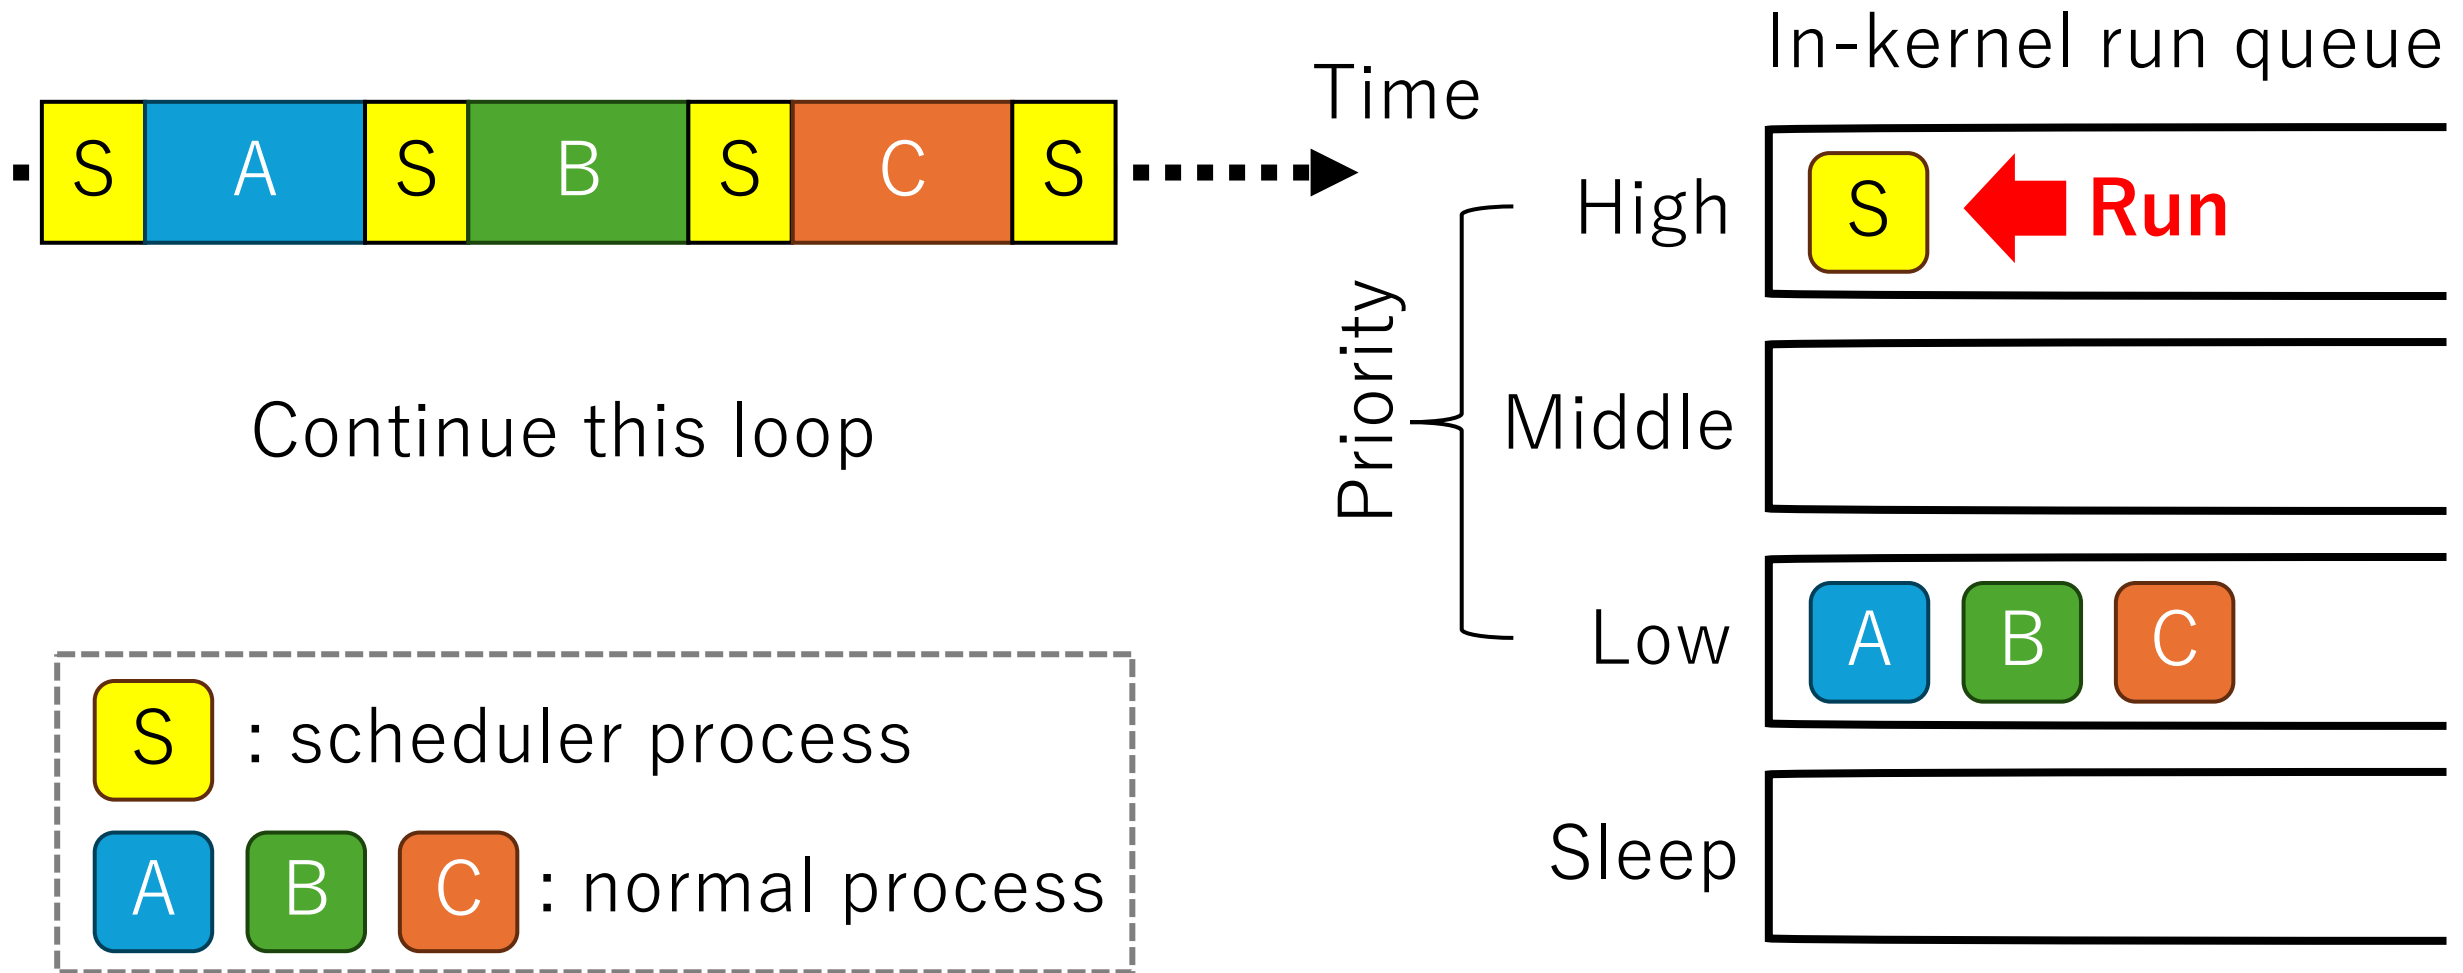 In-kernel run queue
Time
S A S B S C S
High
S
Run
Priority
Middle
Continue this loop
Low
A B C
S : scheduler process
Sleep
A B C : normal process